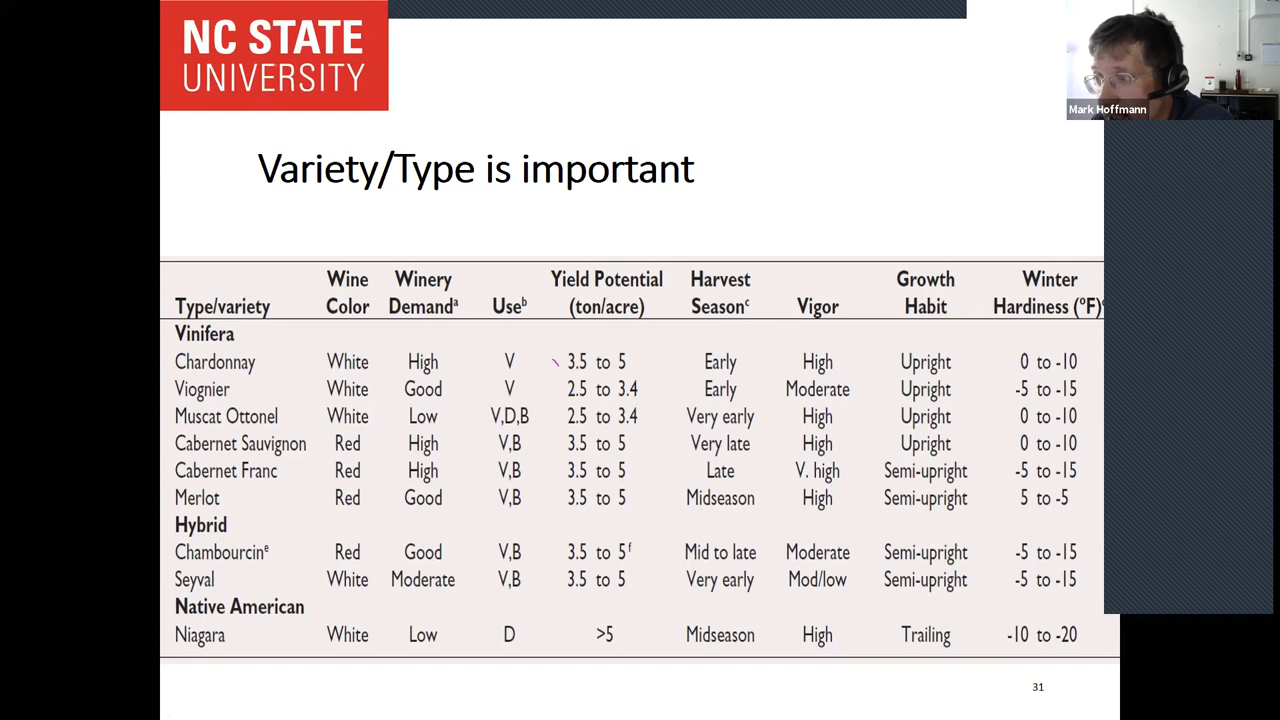 NC STATE
UNIVERSITY
Mark Hoffmann
Variety/Type is important
Wine Winery Yield Potential Harvest Growth Winter
Type/variety Color Demandᵃ Useᵇ (ton/acre) Seasonᶜ Vigor Habit Hardiness (ºF)
Vinifera
Chardonnay White High V 3.5 to 5 Early High Upright 0 to -10
Viognier White Good V 2.5 to 3.4 Early Moderate Upright -5 to -15
Muscat Ottonel White Low V,D,B 2.5 to 3.4 Very early High Upright 0 to -10
Cabernet Sauvignon Red High V,B 3.5 to 5 Very late High Upright 0 to -10
Cabernet Franc Red High V,B 3.5 to 5 Late V. high Semi-upright -5 to -15
Merlot Red Good V,B 3.5 to 5 Midseason High Semi-upright 5 to -5
Hybrid
Chambourcinᵉ Red Good V,B 3.5 to 5ᶠ Mid to late Moderate Semi-upright -5 to -15
Seyval White Moderate V,B 3.5 to 5 Very early Mod/low Semi-upright -5 to -15
Native American
Niagara White Low D >5 Midseason High Trailing -10 to -20
31